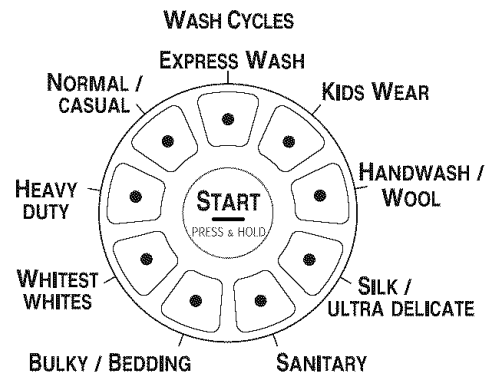 WASH CYCLES
EXPRESS WASH
NORMAL /
CASUAL
KIDS WEAR
HEAVY
DUTY
HANDWASH /
WOOL
START
PRESS & HOLD
WHITEST
WHITES
SILK /
ULTRA DELICATE
BULKY / BEDDING
SANITARY